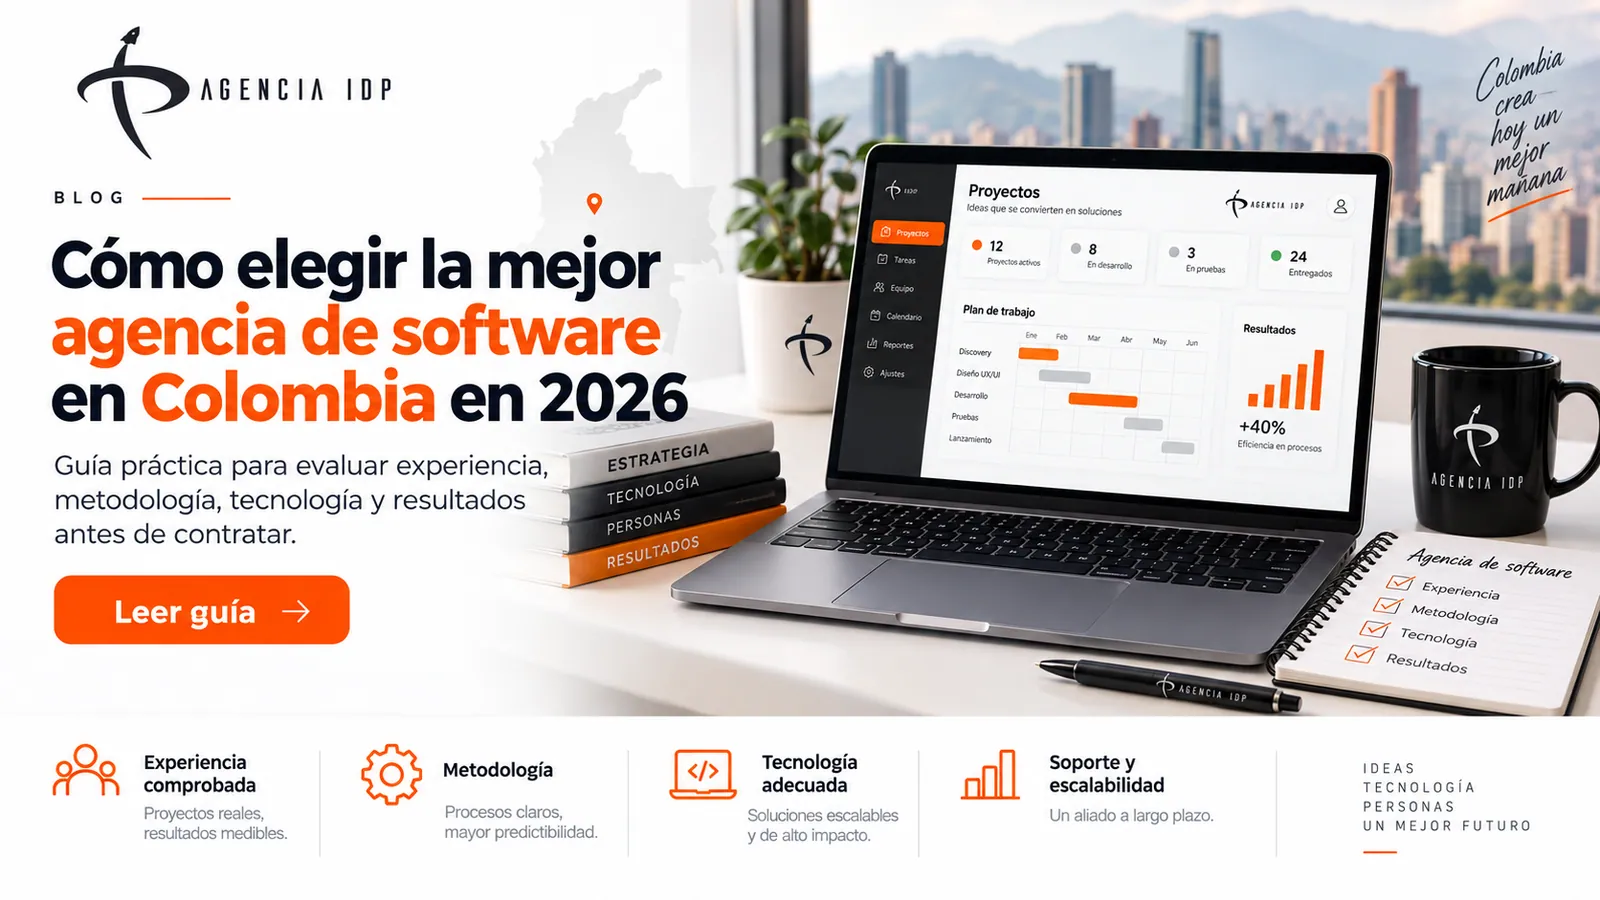 AGENCIA IDP
BLOG
Cómo elegir la mejor
agencia de software
en Colombia en 2026
Guía práctica para evaluar experiencia,
metodología, tecnología y resultados
antes de contratar.
Leer guía
ESTRATEGIA
TECNOLOGÍA
PERSONAS
RESULTADOS
Colombia
crea
hoy un
mejor
mañana
IDP
Proyectos
Tareas
Equipo
Calendario
Reportes
Ajustes
Proyectos
Ideas que se convierten en soluciones
AGENCIA IDP
12
Proyectos activos
8
En desarrollo
3
En pruebas
24
Entregados
Plan de trabajo
Ene Feb Mar Abr May Jun
Discovery
Diseño UX/UI
Desarrollo
Pruebas
Lanzamiento
Resultados
+40%
Eficiencia en procesos
AGENCIA IDP
Agencia de software
Experiencia
Metodología
Tecnología
Resultados
AGENCIA IDP
Experiencia
comprobada
Proyectos reales,
resultados medibles.
Metodología
Procesos claros,
mayor predictibilidad.
Tecnología
adecuada
Soluciones escalables
y de alto impacto.
Soporte y
escalabilidad
Un aliado a largo plazo.
IDEAS
TECNOLOGÍA
PERSONAS
UN MEJOR FUTURO